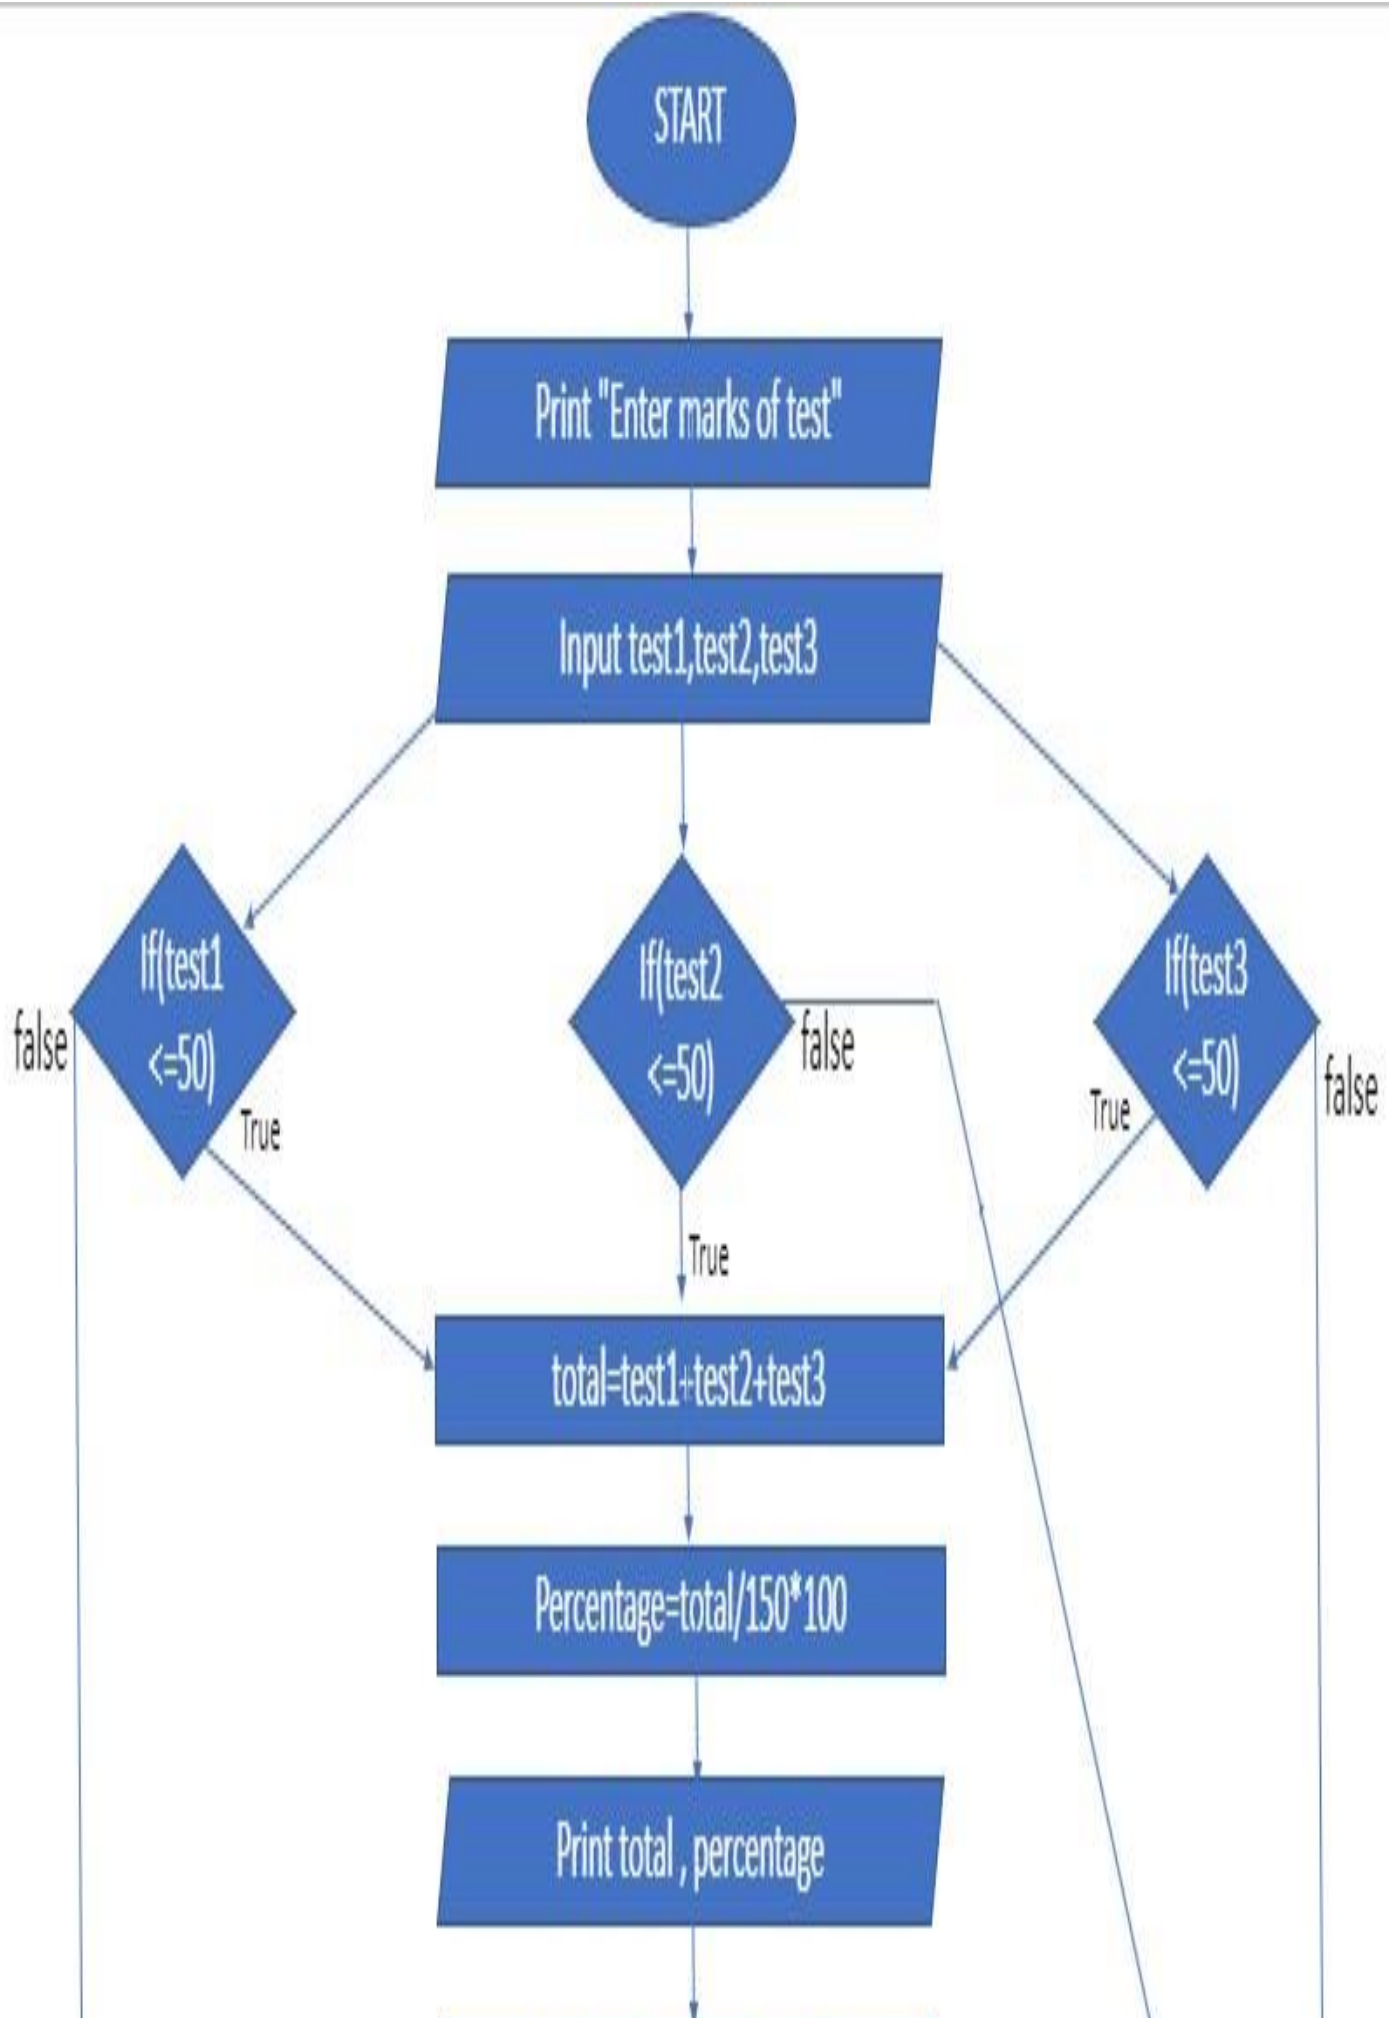 START
Print "Enter marks of test"
Input test1,test2,test3
If(test1
<=50)
false
True
If(test2
<=50)
false
True
If(test3
<=50)
True
false
total=test1+test2+test3
Percentage=total/150*100
Print total , percentage